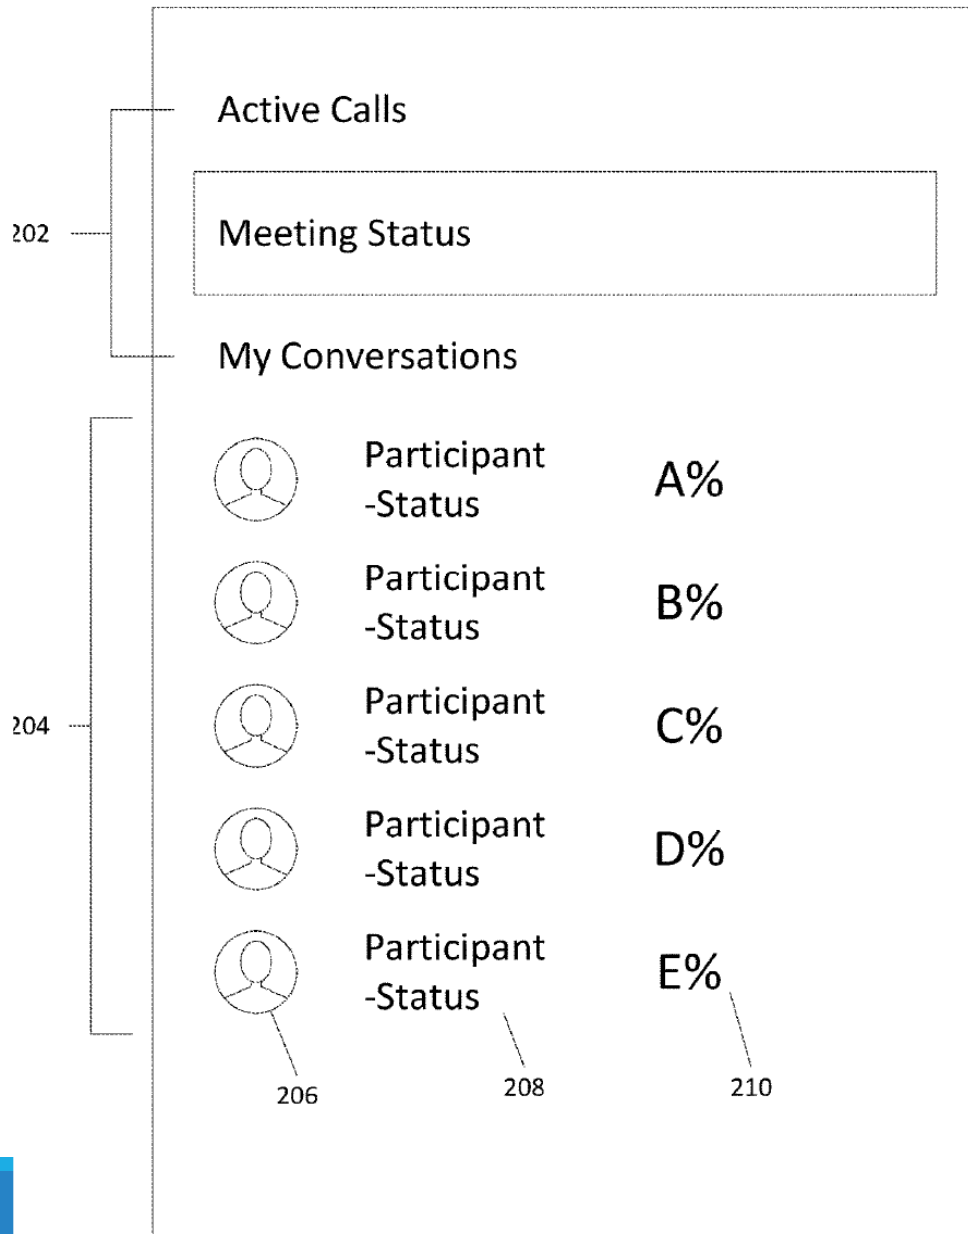 Active Calls
202
Meeting Status
My Conversations
204
Participant
-Status
A%
Participant
-Status
B%
Participant
-Status
C%
Participant
-Status
D%
Participant
-Status
E%
206
208
210